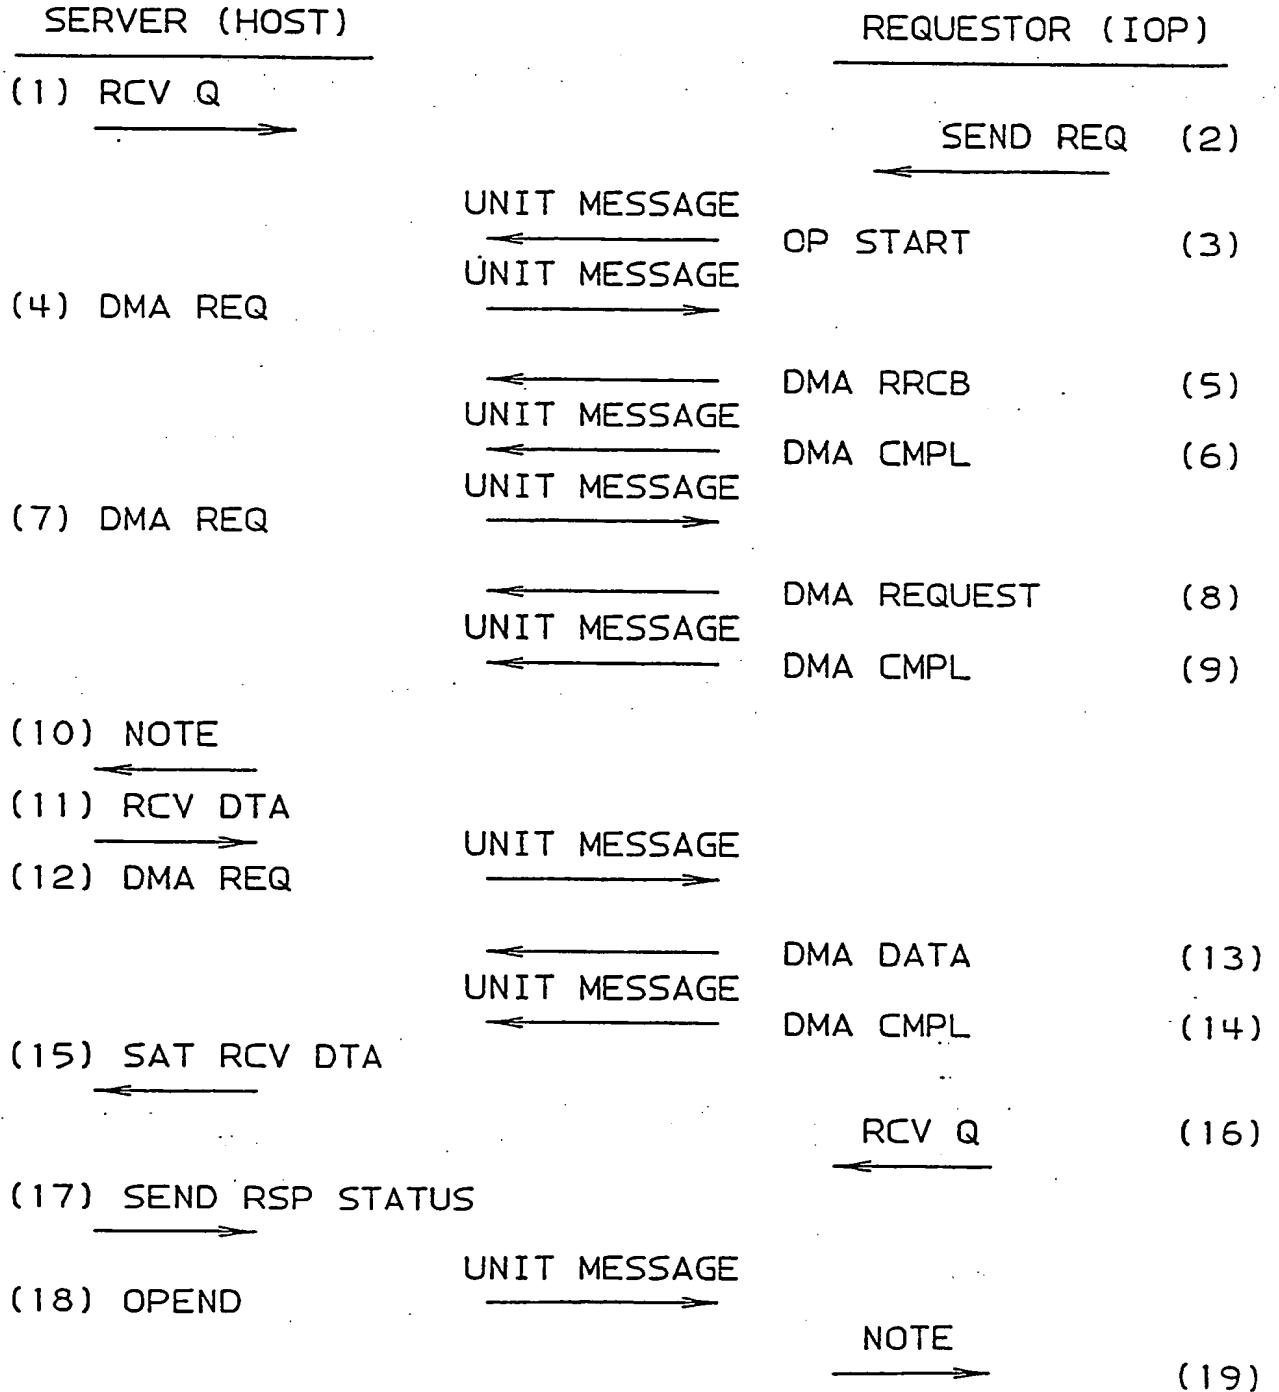 SERVER (HOST)
REQUESTOR (IOP)
(1) RCV Q
SEND REQ (2)
UNIT MESSAGE
OP START (3)
UNIT MESSAGE
(4) DMA REQ
DMA RRCB (5)
UNIT MESSAGE
DMA CMPL (6)
UNIT MESSAGE
(7) DMA REQ
DMA REQUEST (8)
UNIT MESSAGE
DMA CMPL (9)
(10) NOTE
(11) RCV DTA
UNIT MESSAGE
(12) DMA REQ
DMA DATA (13)
UNIT MESSAGE
DMA CMPL (14)
(15) SAT RCV DTA
RCV Q (16)
(17) SEND RSP STATUS
UNIT MESSAGE
(18) OPEND
NOTE
(19)